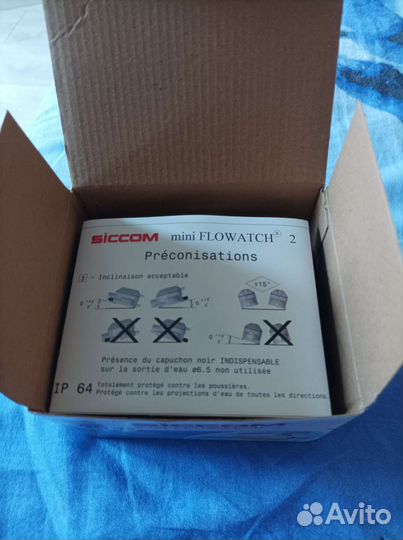 SICCOM mini FLOWATCH® 2
Préconisations
3 - Inclinaison acceptable
±15°
Présence du capuchon noir INDISPENSABLE
sur la sortie d'eau ø6.5 non utilisée
IP 64 Totalement protégé contre les poussières.
Protégé contre les projections d'eau de toutes les directions.
Avito